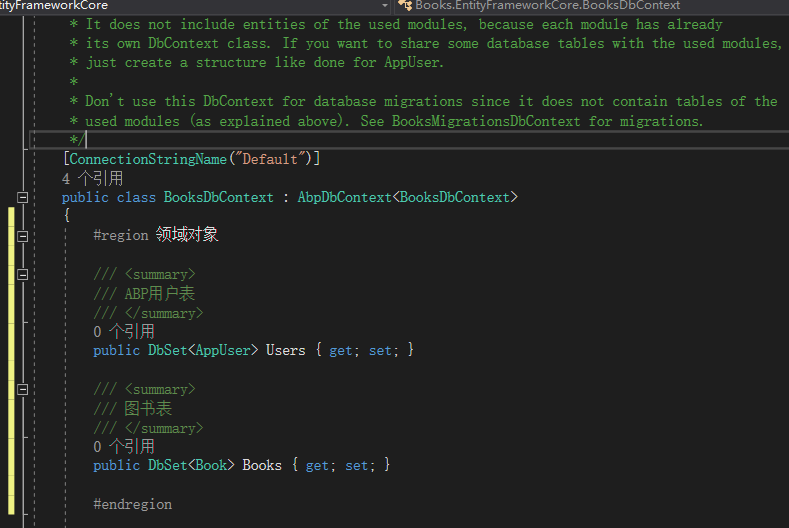 ntityFrameworkCore Books.EntityFrameworkCore.BooksDbContext
* It does not include entities of the used modules, because each module has already
* its own DbContext class. If you want to share some database tables with the used modules,
* just create a structure like done for AppUser.
*
* Don't use this DbContext for database migrations since it does not contain tables of the
* used modules (as explained above). See BooksMigrationsDbContext for migrations.
*/
[ConnectionStringName("Default")]
4 个引用
public class BooksDbContext : AbpDbContext<BooksDbContext>
{
#region 领域对象
/// <summary>
/// ABP用户表
/// </summary>
0 个引用
public DbSet<AppUser> Users { get; set; }
/// <summary>
/// 图书表
/// </summary>
0 个引用
public DbSet<Book> Books { get; set; }
#endregion